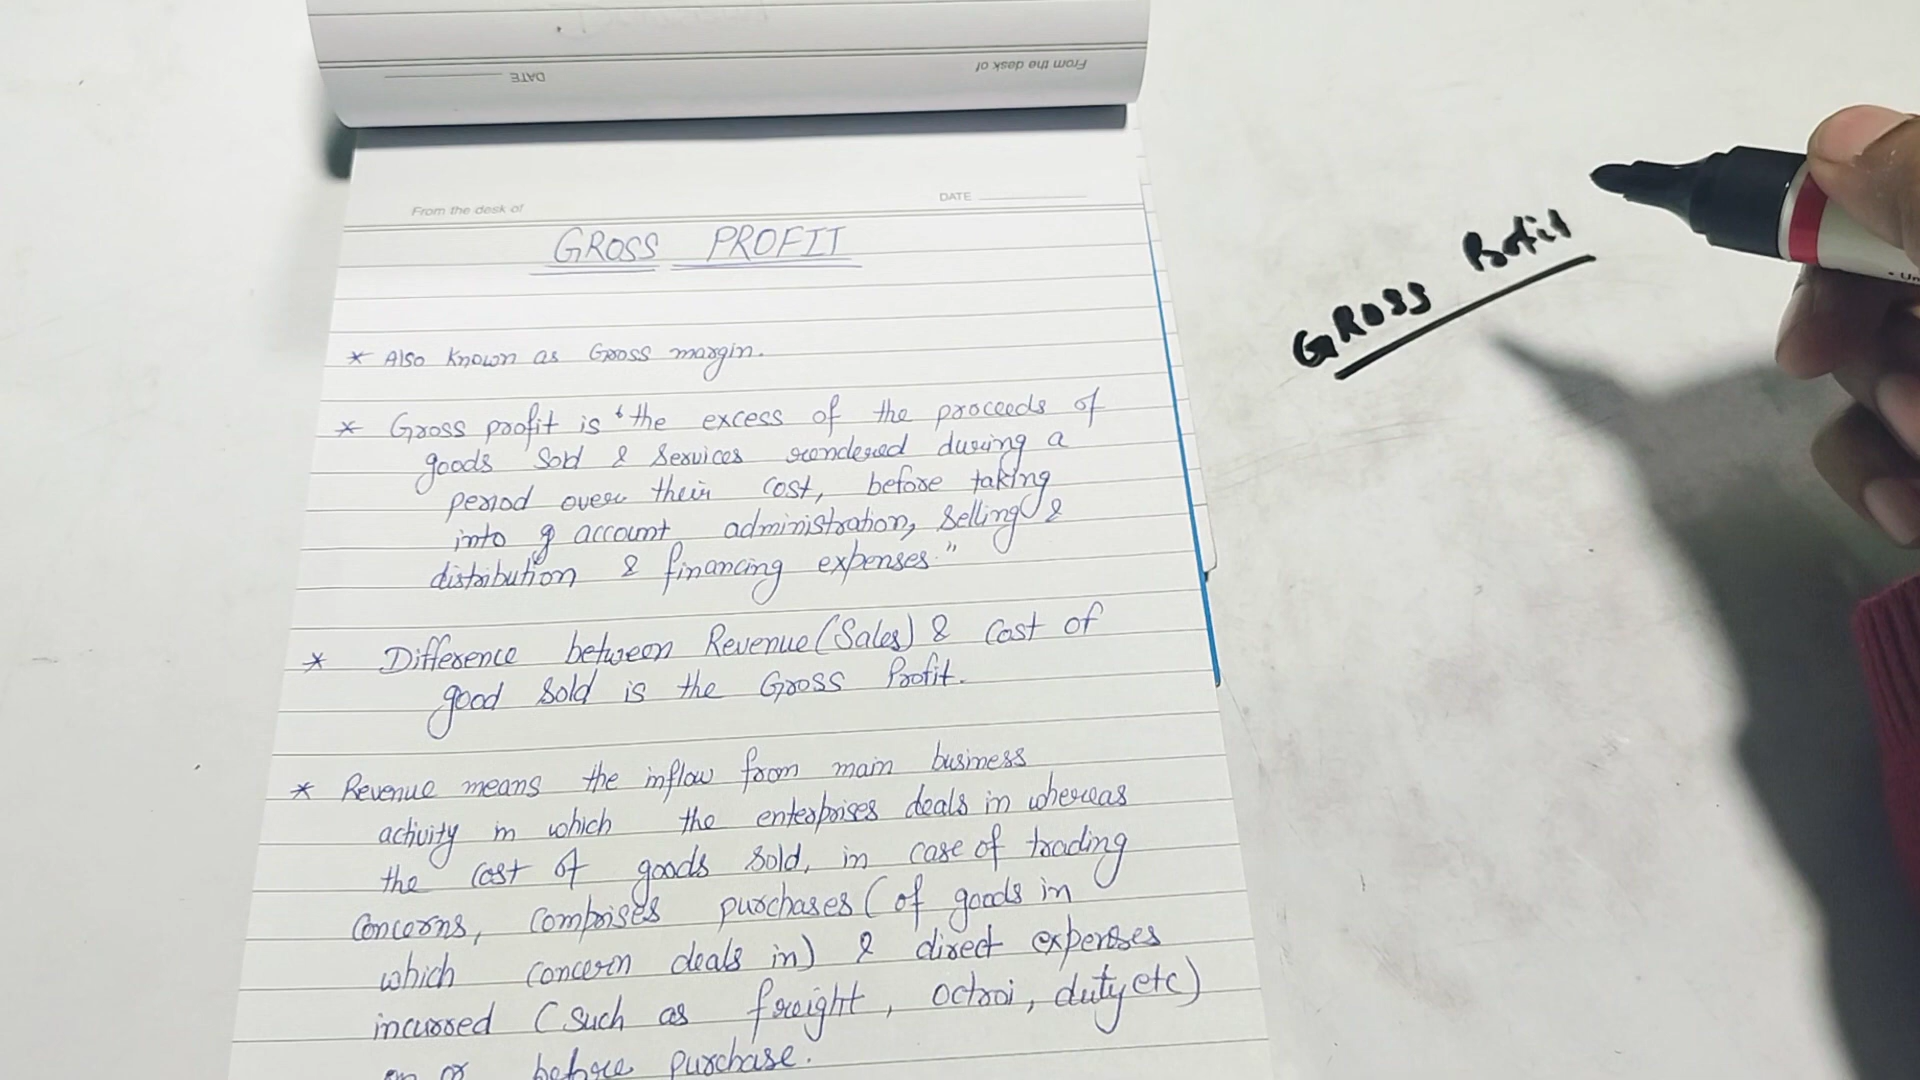 DATE
From the desk of
From the desk of
DATE
GROSS PROFIT
* Also Known as Gross margin.
* Gross profit is "the excess of the proceeds of
goods sold & services rendered during a
period over their cost, before taking
into account administration, selling &
distribution & financing expenses."
* Difference between Revenue (Sales) & Cost of
good sold is the Gross Profit.
* Revenue means the inflow from main business
activity in which the enterprises deals in whereas
the cost of goods sold, in case of trading
concerns, comprises purchases (of goods in
which concern deals in) & direct expenses
incurred (such as freight, octroi, duty etc)
on or before purchase.
GROSS Profit